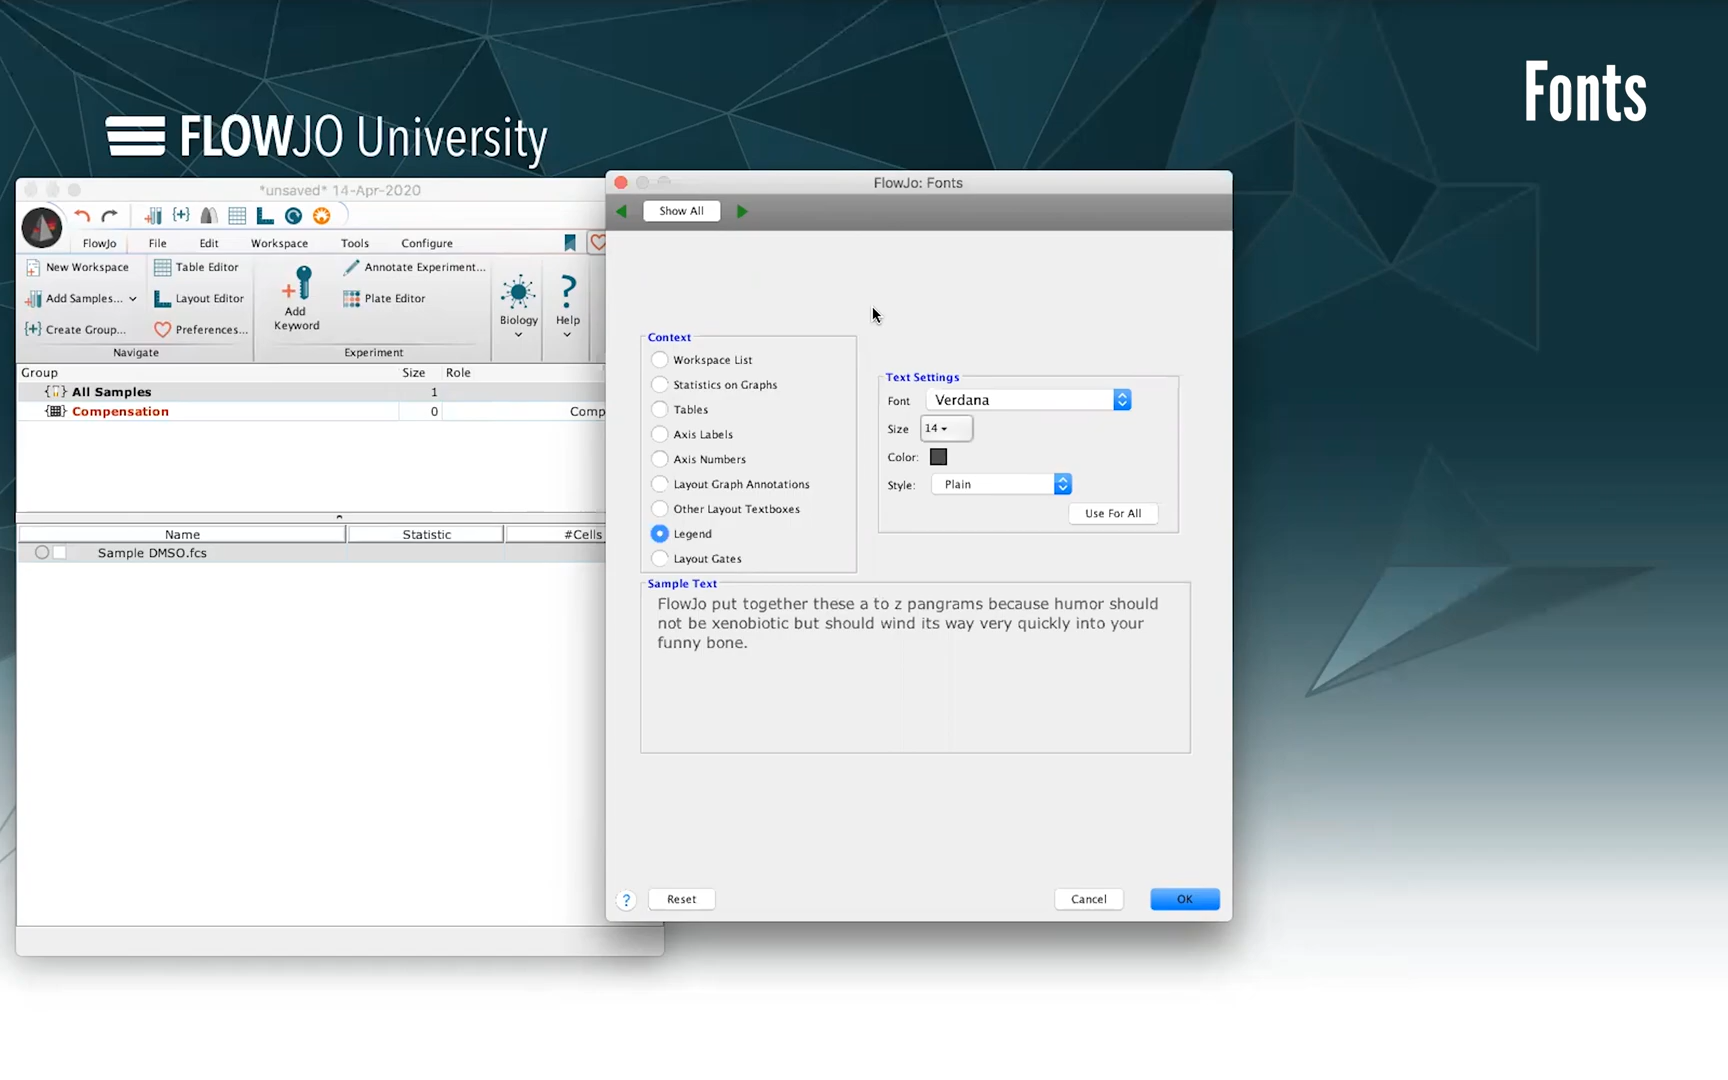 Fonts
FLOWJO University
*unsaved* 14-Apr-2020
FlowJo File Edit Workspace Tools Configure
New Workspace
Add Samples...
Create Group...
Table Editor
Layout Editor
Preferences...
Navigate
Add
Keyword
Annotate Experiment...
Plate Editor
Experiment
Biology
Help
?
Group Size Role
{ } All Samples 1
{ } Compensation 0 Comp
Name Statistic #Cells
Sample DMSO.fcs
FlowJo: Fonts
Show All
Context
Workspace List
Statistics on Graphs
Tables
Axis Labels
Axis Numbers
Layout Graph Annotations
Other Layout Textboxes
Legend
Layout Gates
Text Settings
Font Verdana
Size 14
Color:
Style: Plain
Use For All
Sample Text
FlowJo put together these a to z pangrams because humor should
not be xenobiotic but should wind its way very quickly into your
funny bone.
? Reset Cancel OK